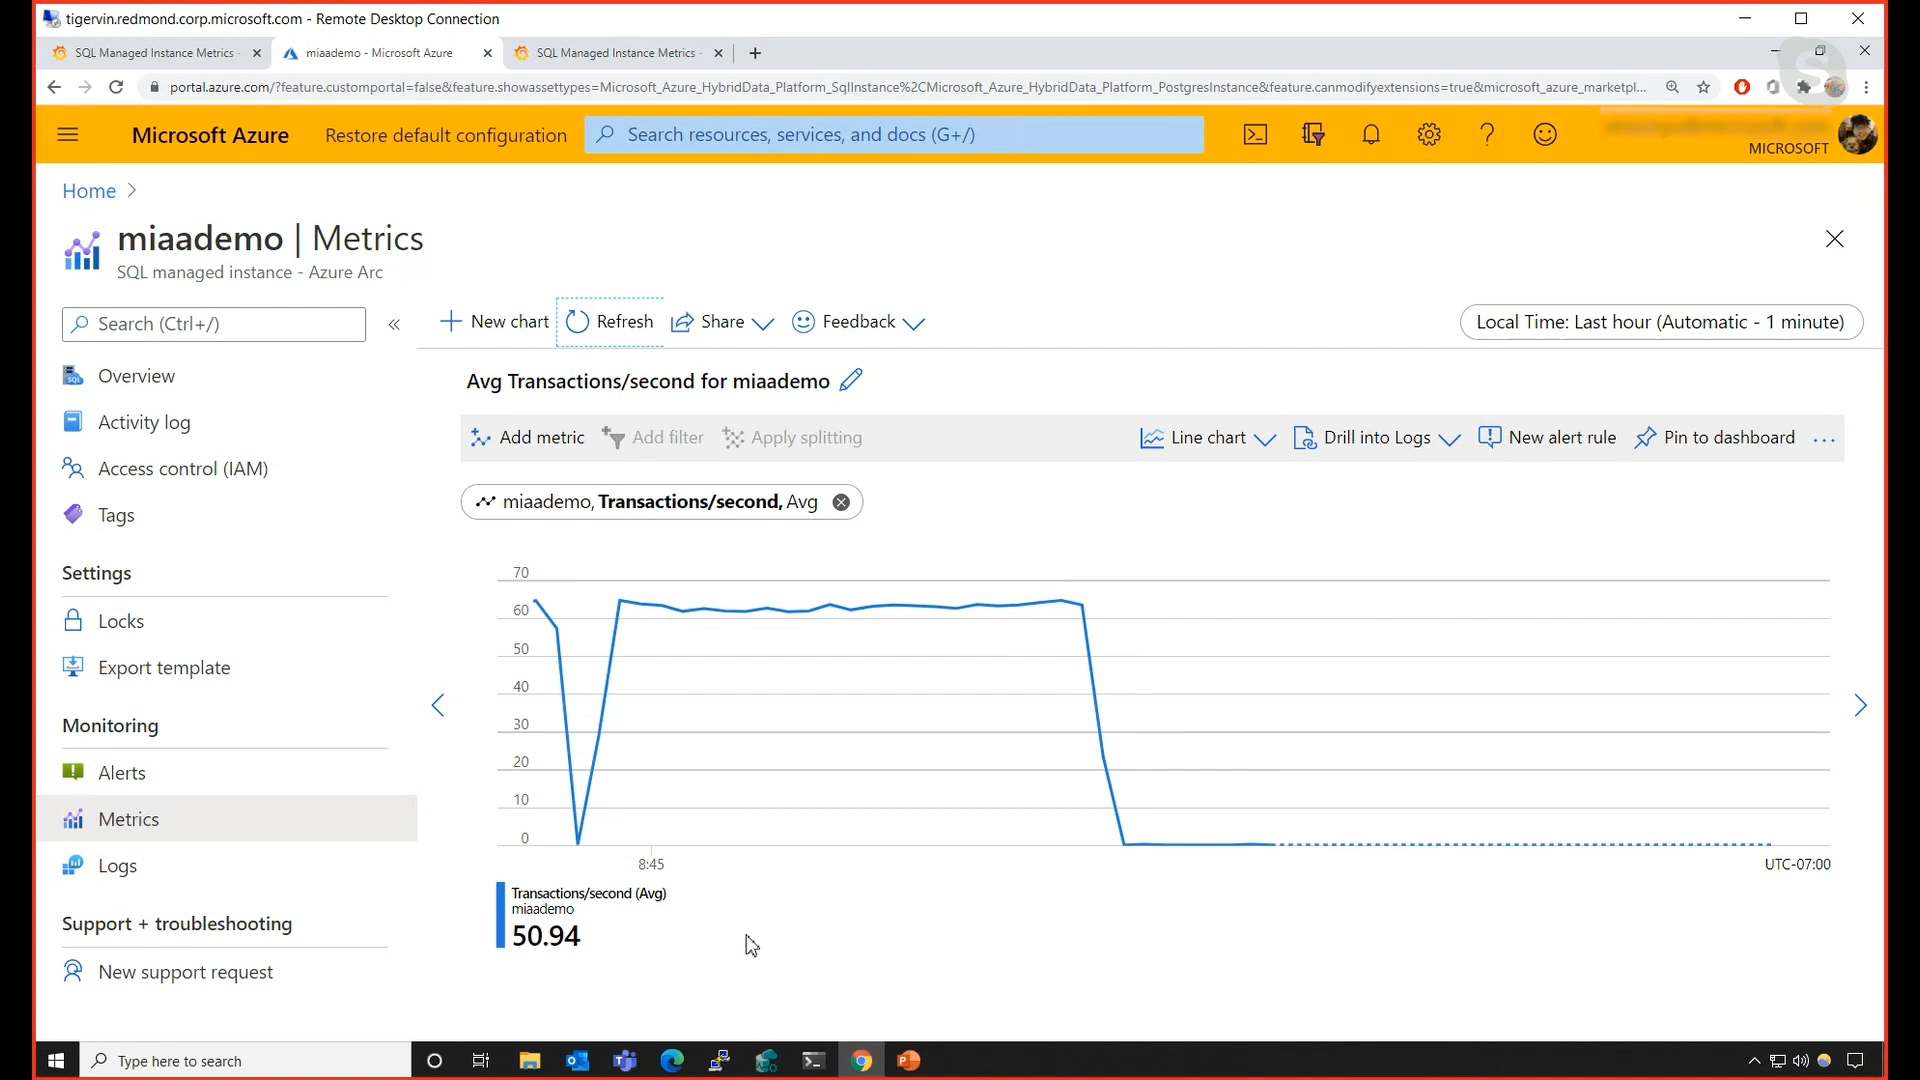 tigervin.redmond.corp.microsoft.com - Remote Desktop Connection
SQL Managed Instance Metrics -
miaademo - Microsoft Azure
SQL Managed Instance Metrics -
portal.azure.com/?feature.customportal=false&feature.showassettypes=Microsoft_Azure_HybridData_Platform_SqlInstance%2CMicrosoft_Azure_HybridData_Platform_PostgresInstance&feature.canmodifyextensions=true&microsoft_azure_marketpl...
Microsoft Azure
Restore default configuration
Search resources, services, and docs (G+/)
MICROSOFT
Home
miaademo | Metrics
SQL managed instance - Azure Arc
Search (Ctrl+/)
Overview
Activity log
Access control (IAM)
Tags
Settings
Locks
Export template
Monitoring
Alerts
Metrics
Logs
Support + troubleshooting
New support request
New chart
Refresh
Share
Feedback
Local Time: Last hour (Automatic - 1 minute)
Avg Transactions/second for miaademo
Add metric
Add filter
Apply splitting
Line chart
Drill into Logs
New alert rule
Pin to dashboard
miaademo, Transactions/second, Avg
70
60
50
40
30
20
10
0
8:45
UTC-07:00
Transactions/second (Avg)
miaademo
50.94
Type here to search